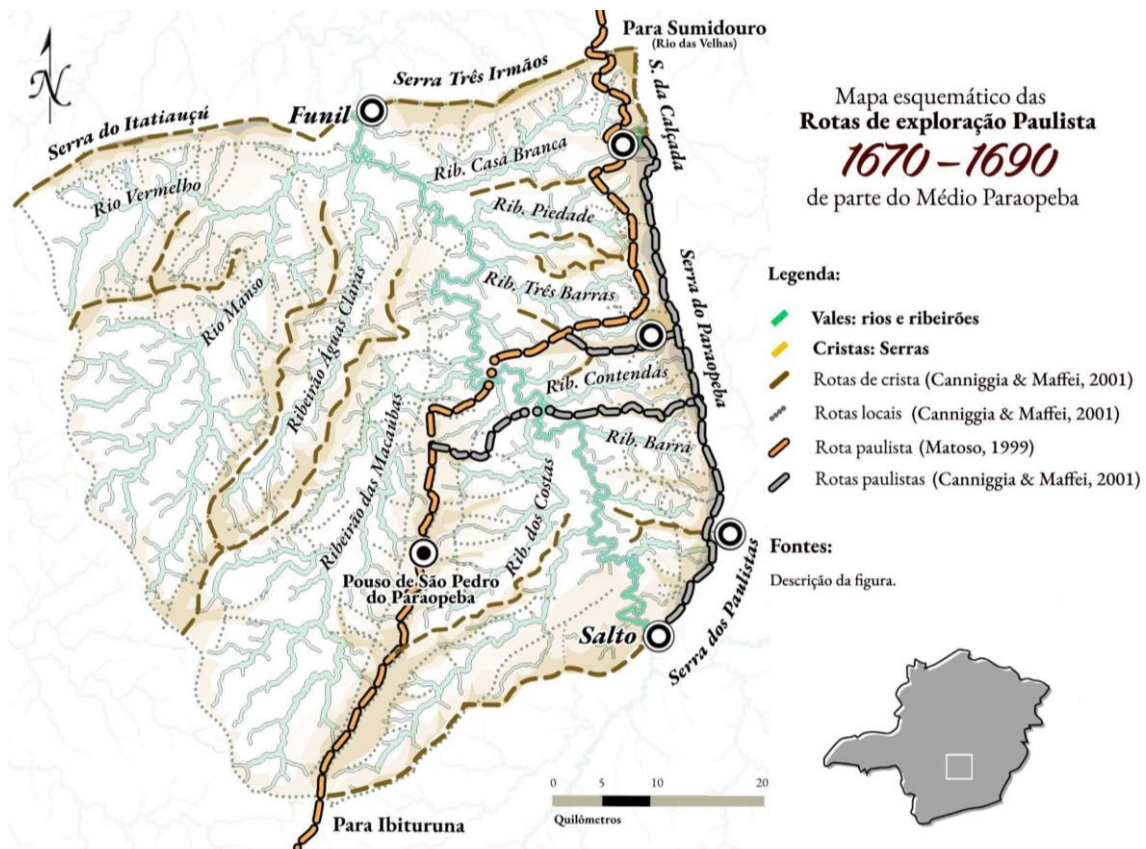 Para Sumidouro
(Rio das Velhas)
N
Serra Três Irmãos
S. da Calçada
Funil
Serra do Itatiauçú
Rib. Casa Branca
Rio Vermelho
Rib. Piedade
Serra do Paraopeba
Rib. Três Barras
Rio Manso
Ribeirão Águas Claras
Rib. Contendas
Ribeirão das Macaúbas
Rib. Barra
Rib. dos Costas
Pouso de São Pedro
do Paraopeba
Salto
Serra dos Paulistas
Para Ibituruna
0 5 10 20
Quilômetros
Mapa esquemático das
Rotas de exploração Paulista
1670 – 1690
de parte do Médio Paraopeba
Legenda:
Vales: rios e ribeirões
Cristas: Serras
Rotas de crista (Canniggia & Maffei, 2001)
Rotas locais (Canniggia & Maffei, 2001)
Rota paulista (Matoso, 1999)
Rotas paulistas (Canniggia & Maffei, 2001)
Fontes:
Descrição da figura.